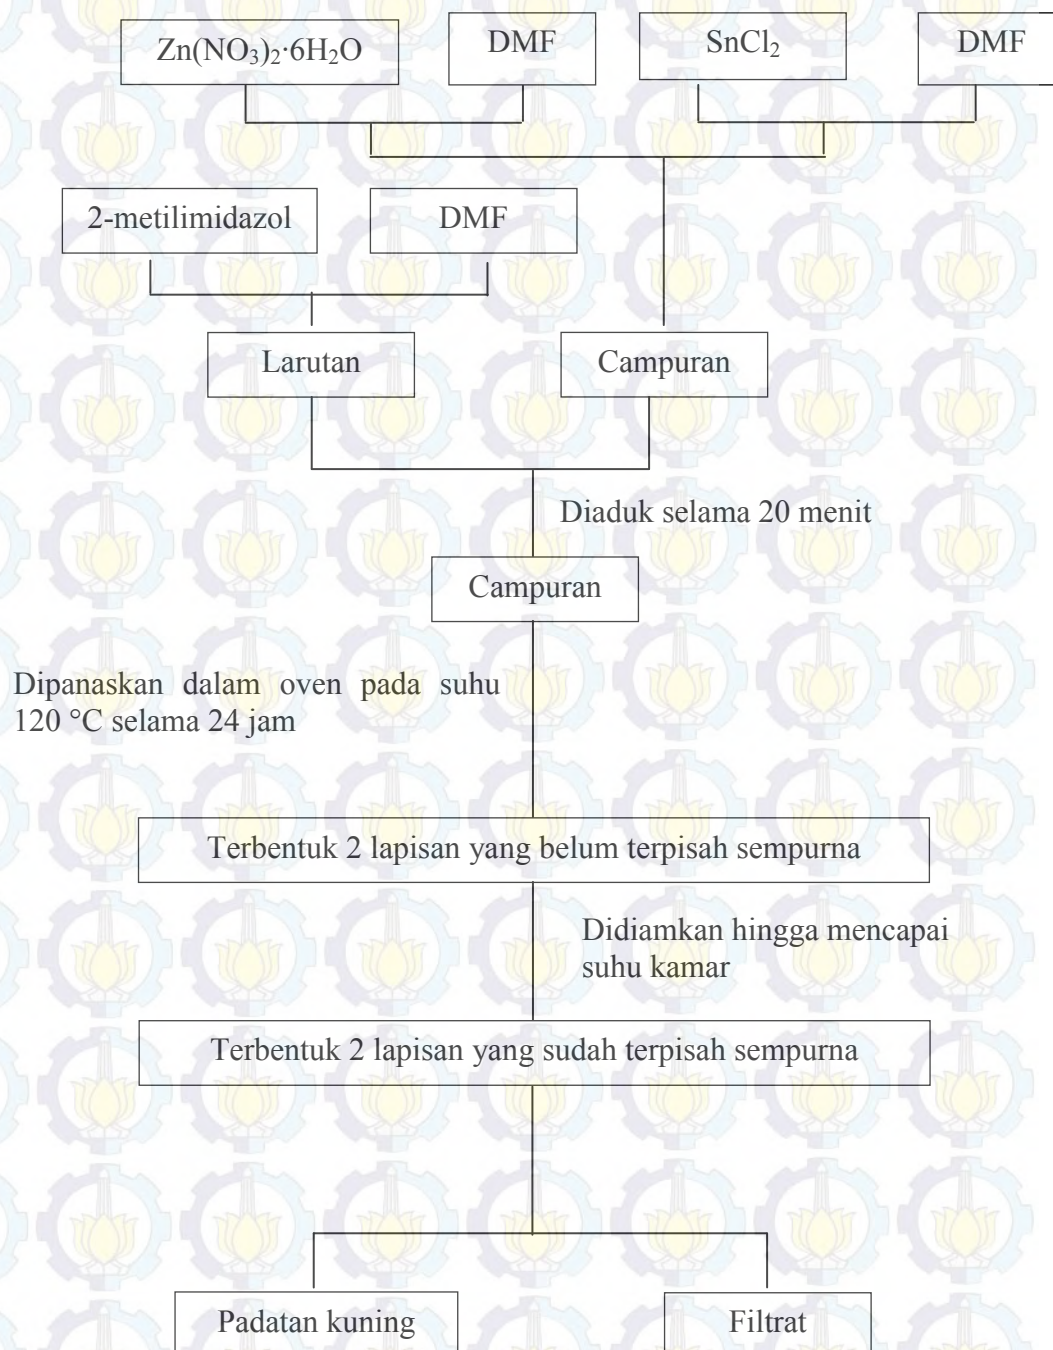 Zn(NO₃)₂·6H₂O
DMF
SnCl₂
DMF
2-metilimidazol
DMF
Larutan
Campuran
Diaduk selama 20 menit
Campuran
Dipanaskan dalam oven pada suhu
120 °C selama 24 jam
Terbentuk 2 lapisan yang belum terpisah sempurna
Didiamkan hingga mencapai
suhu kamar
Terbentuk 2 lapisan yang sudah terpisah sempurna
Padatan kuning
Filtrat